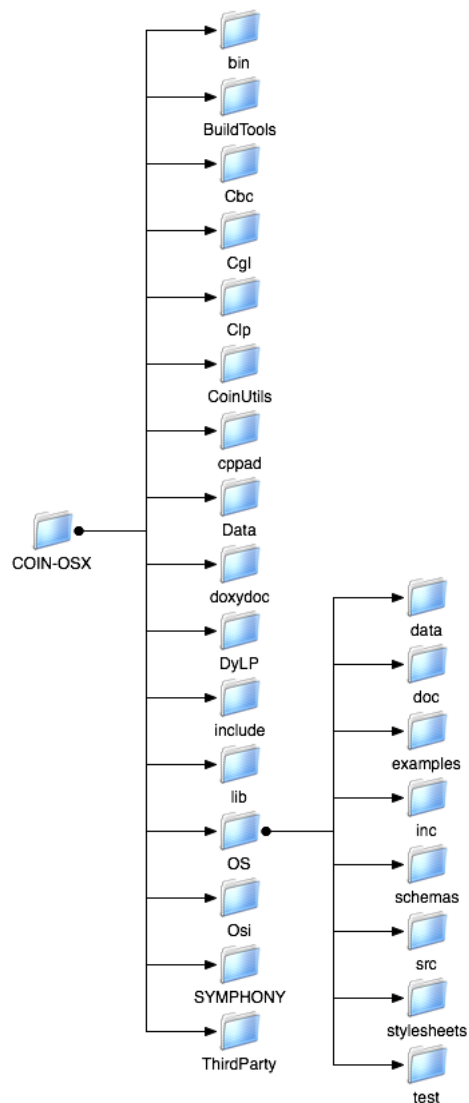 bin
BuildTools
Cbc
Cgl
Clp
CoinUtils
cppad
Data
COIN-OSX
doxydoc
DyLP
include
lib
OS
Osi
SYMPHONY
ThirdParty
data
doc
examples
inc
schemas
src
stylesheets
test